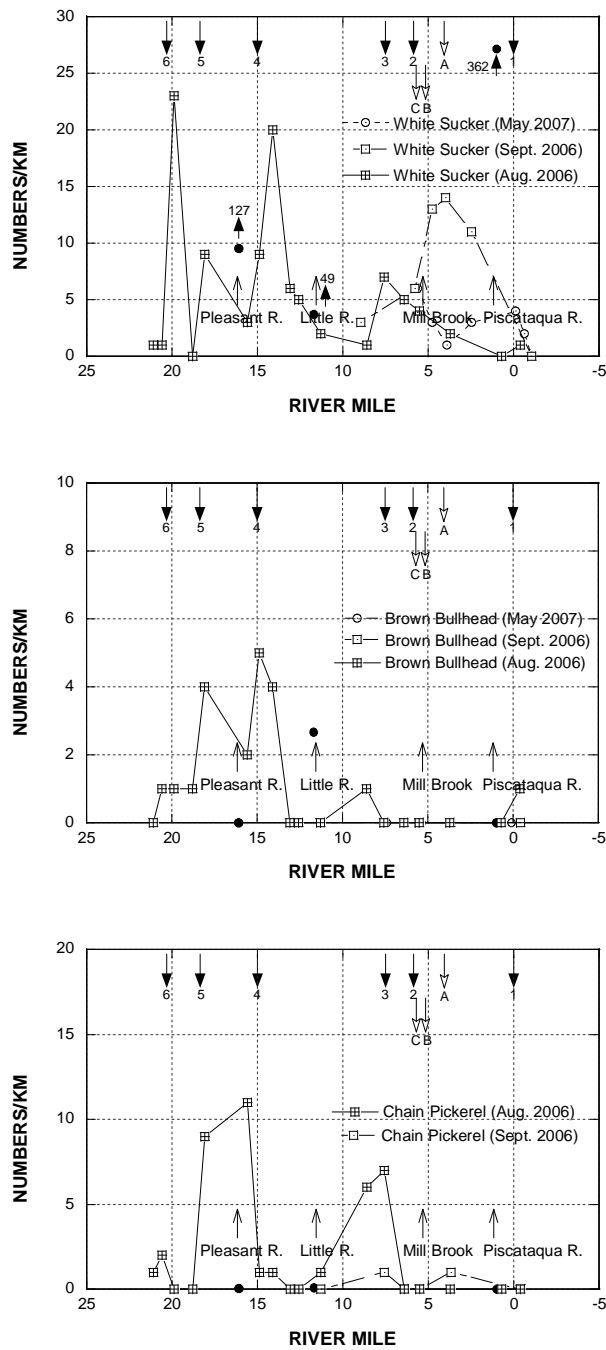 30
25
20
15
10
5
0
NUMBERS/KM
6 5 4 3 2 A 1
C B
362
White Sucker (May 2007)
White Sucker (Sept. 2006)
White Sucker (Aug. 2006)
127
49
Pleasant R. Little R. Mill Brook Piscataqua R.
25 20 15 10 5 0 -5
RIVER MILE
10
8
6
4
2
0
NUMBERS/KM
6 5 4 3 2 A 1
C B
Brown Bullhead (May 2007)
Brown Bullhead (Sept. 2006)
Brown Bullhead (Aug. 2006)
Pleasant R. Little R. Mill Brook Piscataqua R.
25 20 15 10 5 0 -5
RIVER MILE
20
15
10
5
0
NUMBERS/KM
6 5 4 3 2 A 1
C B
Chain Pickerel (Aug. 2006)
Chain Pickerel (Sept. 2006)
Pleasant R. Little R. Mill Brook Piscataqua R.
25 20 15 10 5 0 -5
RIVER MILE